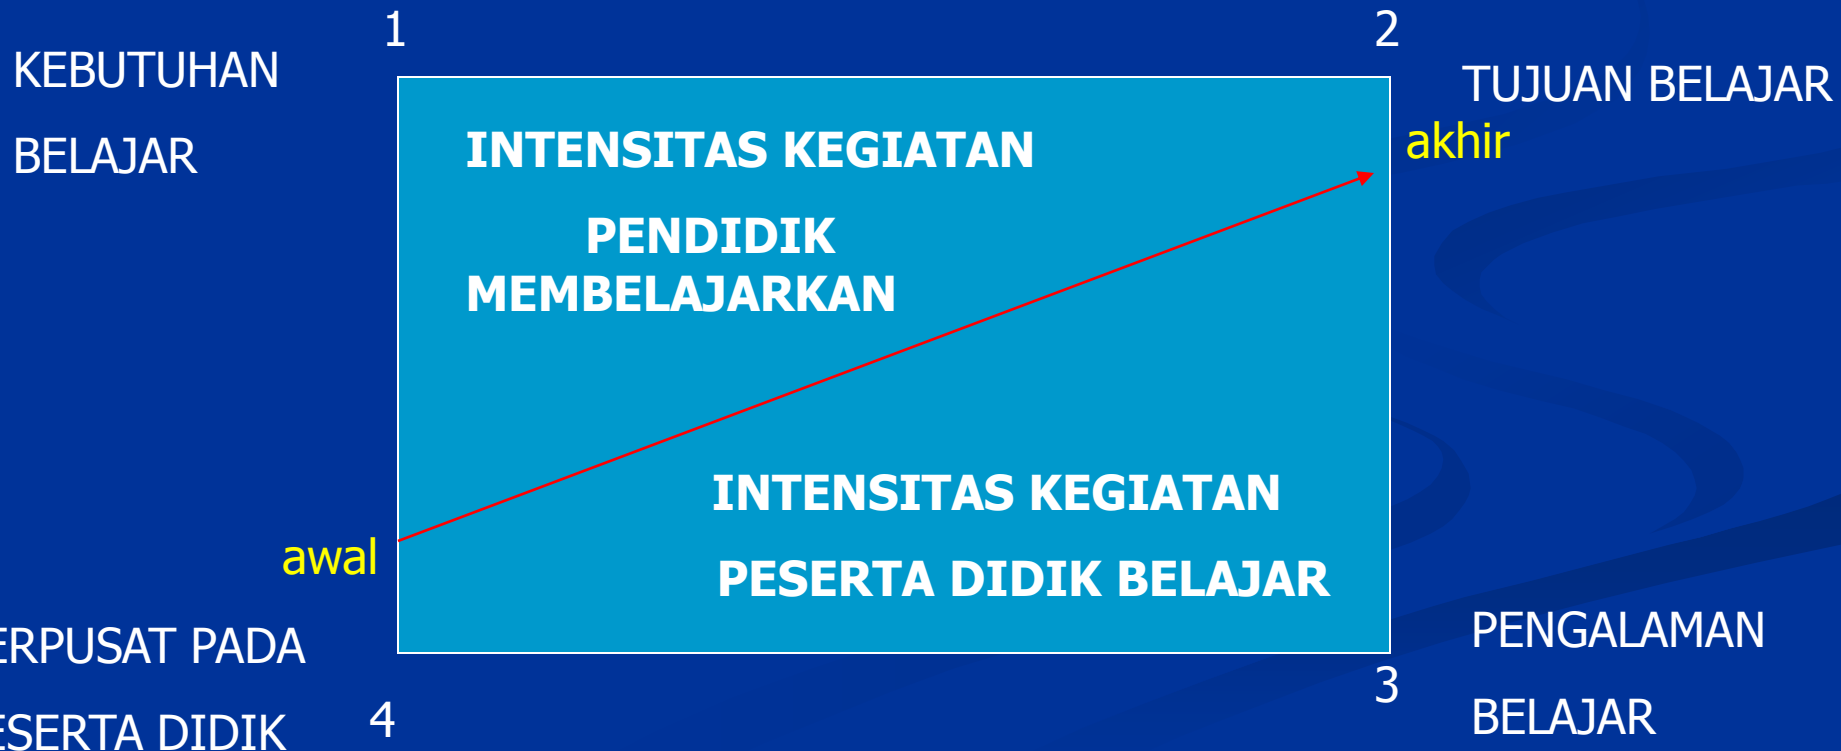 1
2
KEBUTUHAN
BELAJAR
TUJUAN BELAJAR
akhir
INTENSITAS KEGIATAN
PENDIDIK
MEMBELAJARKAN
INTENSITAS KEGIATAN
PESERTA DIDIK BELAJAR
awal
ERPUSAT PADA
ESERTA DIDIK
4
3
PENGALAMAN
BELAJAR